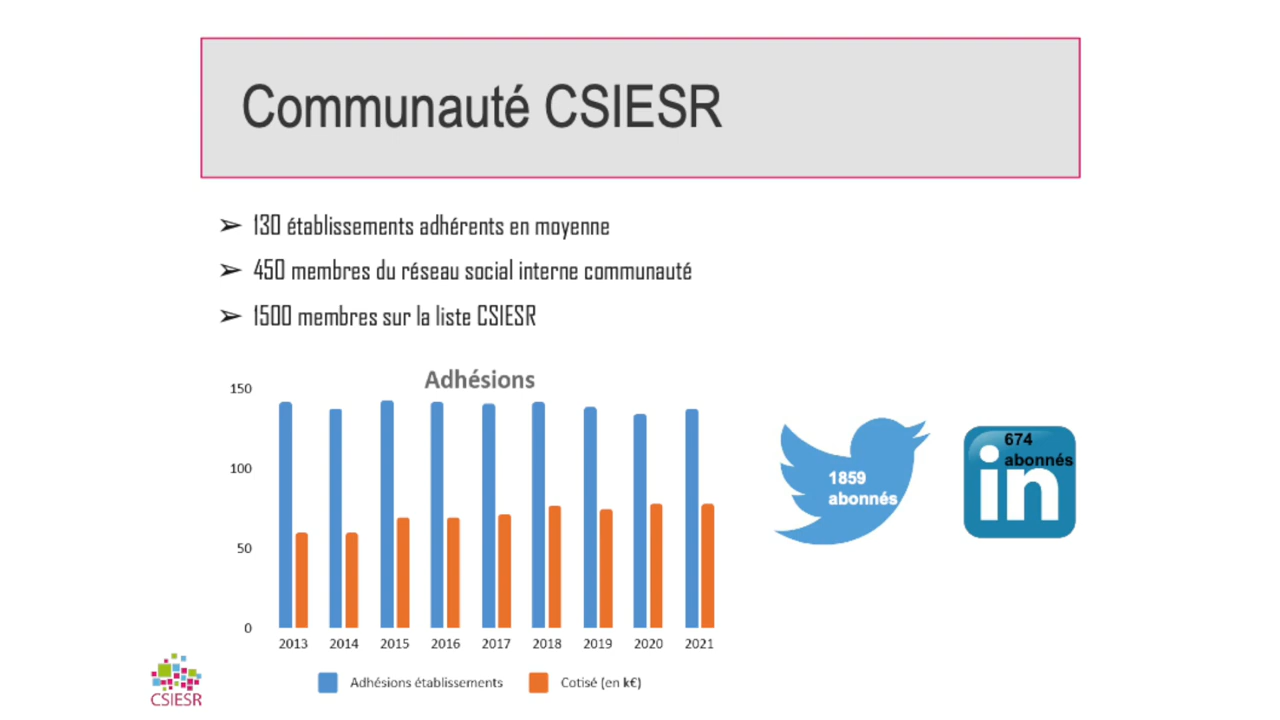 Communauté CSIESR
➢ 130 établissements adhérents en moyenne
➢ 450 membres du réseau social interne communauté
➢ 1500 membres sur la liste CSIESR
Adhésions
150
100
50
0
2013 2014 2015 2016 2017 2018 2019 2020 2021
Adhésions établissements Cotisé (en k€)
1859
abonnés
674
abonnés
in
CSIESR